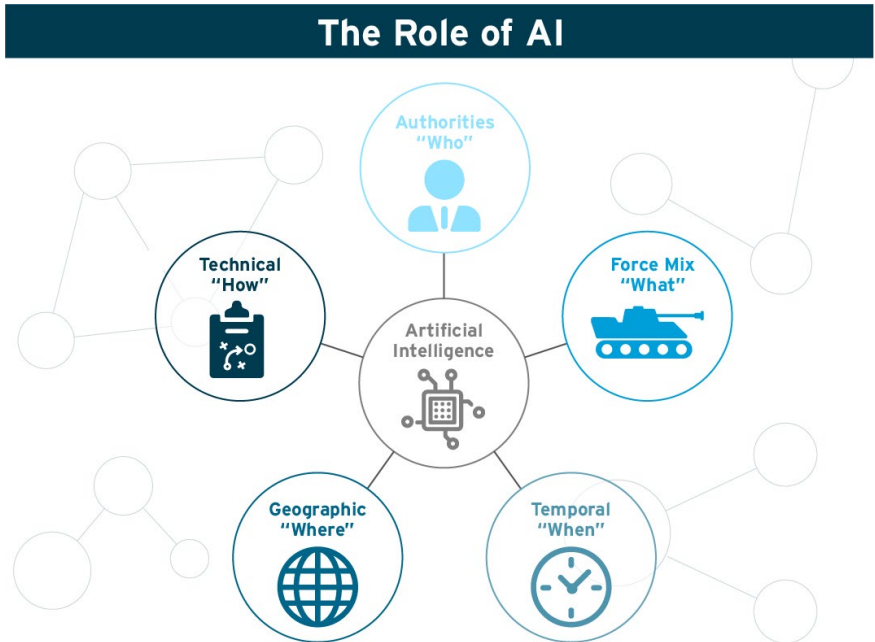 The Role of AI
Authorities
“Who”
Technical
“How”
Force Mix
“What”
Artificial
Intelligence
Geographic
“Where”
Temporal
“When”